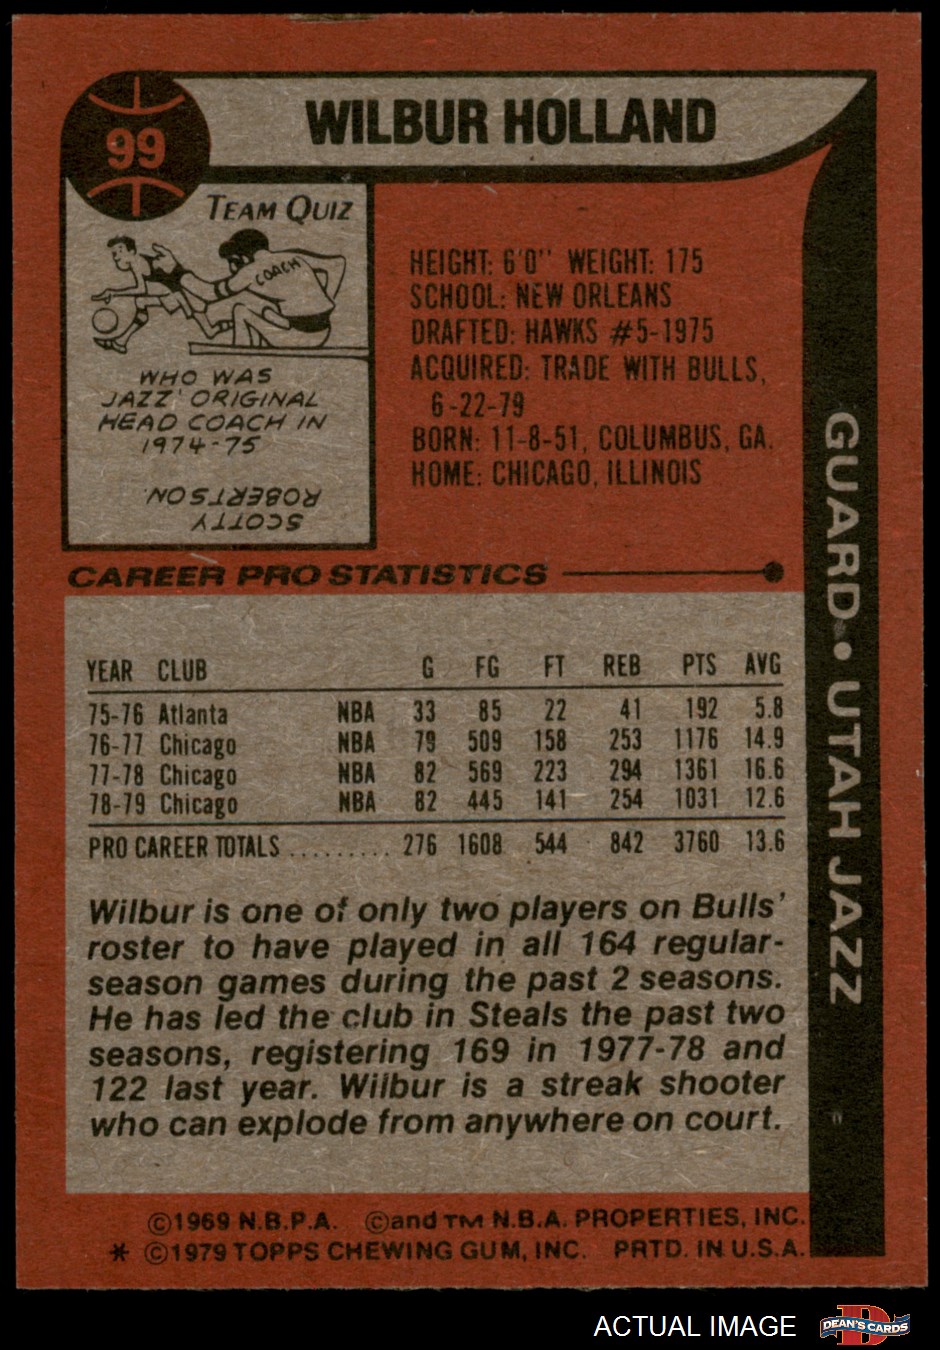 99
WILBUR HOLLAND
TEAM QUIZ
COACH
WHO WAS
JAZZ' ORIGINAL
HEAD COACH IN
1974-75
SCOTTY
ROBERTSON.
HEIGHT: 6'0" WEIGHT: 175
SCHOOL: NEW ORLEANS
DRAFTED: HAWKS #5-1975
ACQUIRED: TRADE WITH BULLS,
6-22-79
BORN: 11-8-51, COLUMBUS, GA.
HOME: CHICAGO, ILLINOIS
GUARD • UTAH JAZZ
CAREER PRO STATISTICS
YEAR CLUB G FG FT REB PTS AVG
75-76 Atlanta NBA 33 85 22 41 192 5.8
76-77 Chicago NBA 79 509 158 253 1176 14.9
77-78 Chicago NBA 82 569 223 294 1361 16.6
78-79 Chicago NBA 82 445 141 254 1031 12.6
PRO CAREER TOTALS ......... 276 1608 544 842 3760 13.6
Wilbur is one of only two players on Bulls'
roster to have played in all 164 regular-
season games during the past 2 seasons.
He has led the club in Steals the past two
seasons, registering 169 in 1977-78 and
122 last year. Wilbur is a streak shooter
who can explode from anywhere on court.
©1969 N.B.P.A. ©and TM N.B.A. PROPERTIES, INC.
* ©1979 TOPPS CHEWING GUM, INC. PRTD. IN U.S.A.
ACTUAL IMAGE
D
DEAN'S CARDS